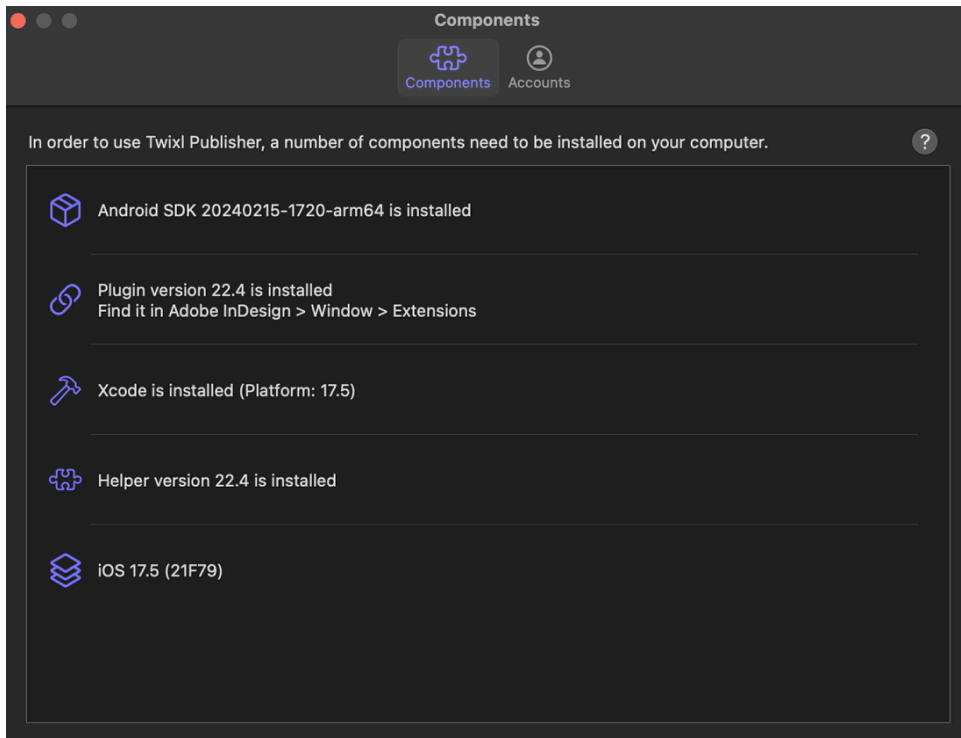 Components
Components
Accounts
In order to use Twixl Publisher, a number of components need to be installed on your computer.
?
Android SDK 20240215-1720-arm64 is installed
Plugin version 22.4 is installed
Find it in Adobe InDesign > Window > Extensions
Xcode is installed (Platform: 17.5)
Helper version 22.4 is installed
iOS 17.5 (21F79)